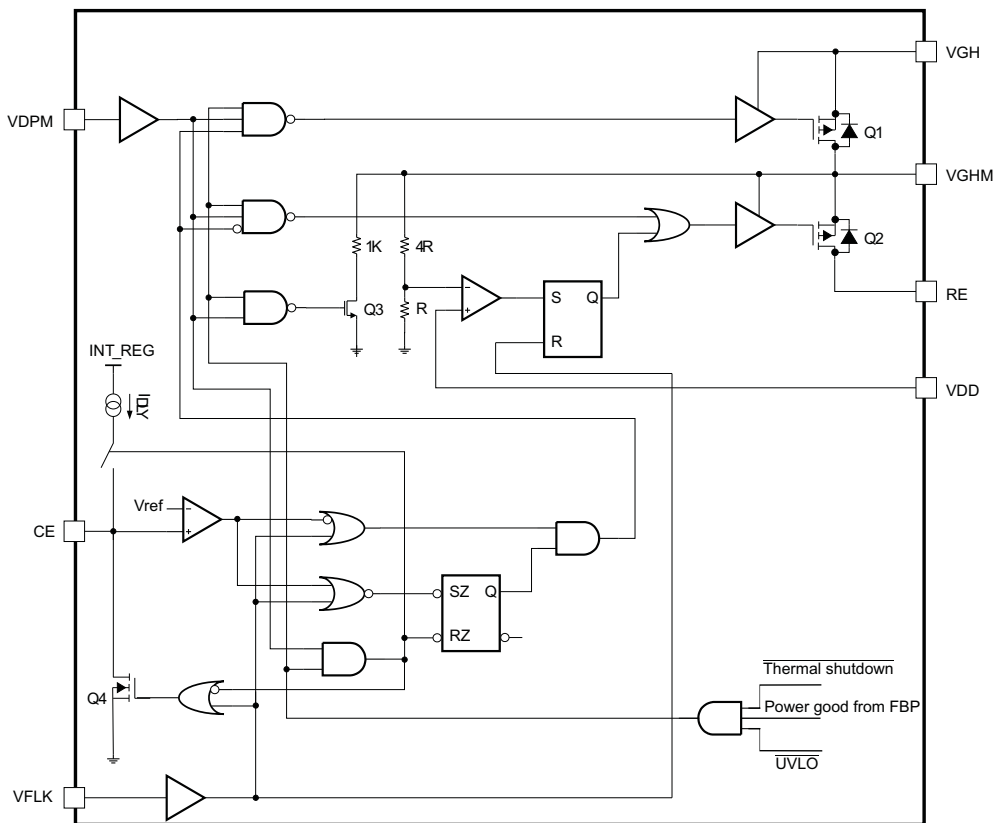 VGH
VDPM
Q1
VGHM
Q2
1K
4R
Q3
R
S
Q
R
RE
INT_REG
IDY
VDD
Vref
CE
SZ
Q
RZ
Thermal shutdown
Power good from FBP
UVLO
Q4
VFLK